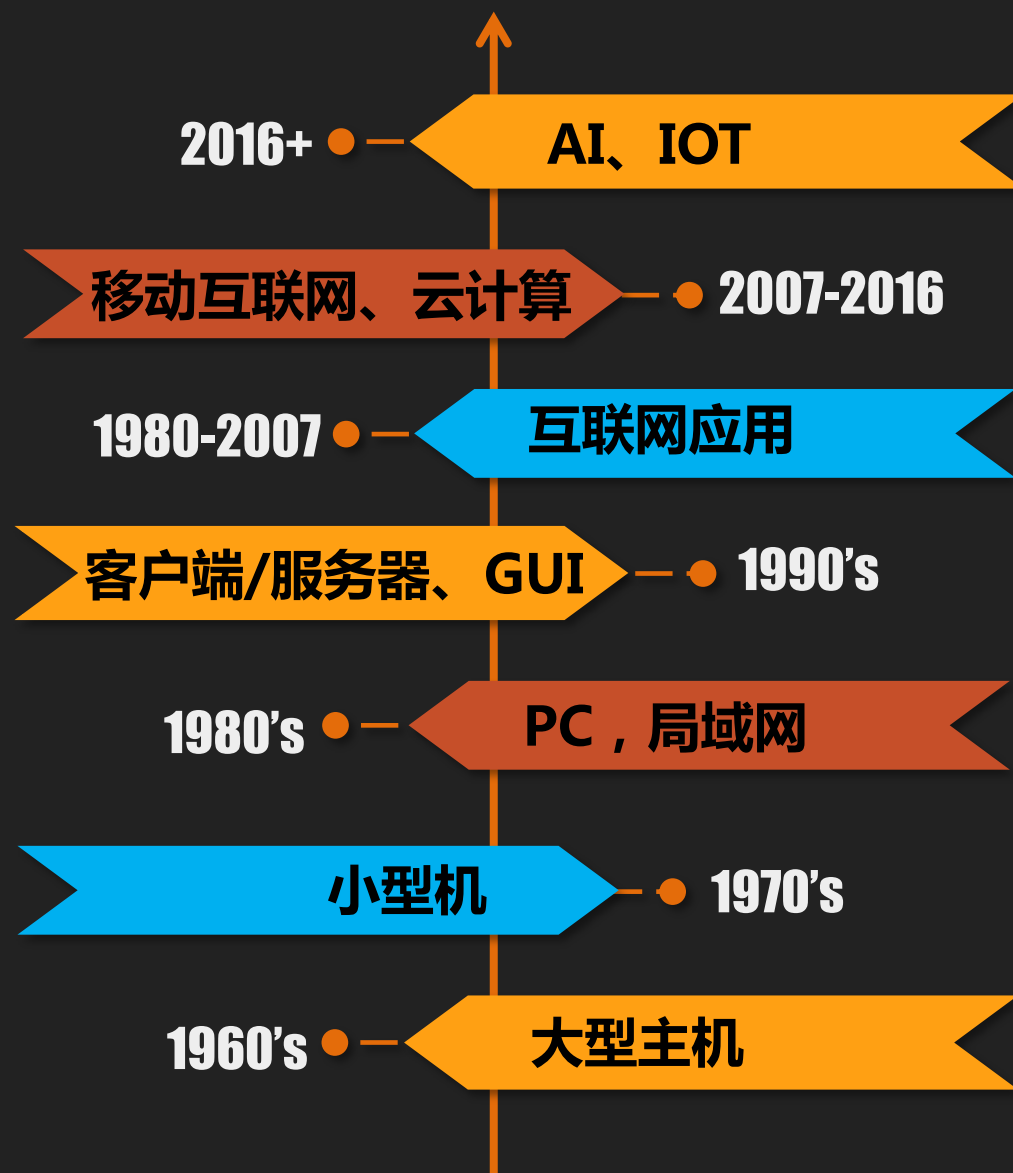 2016+
AI、IOT
移动互联网、云计算
2007-2016
1980-2007
互联网应用
客户端/服务器、GUI
1990’s
1980’s
PC，局域网
小型机
1970’s
1960’s
大型主机